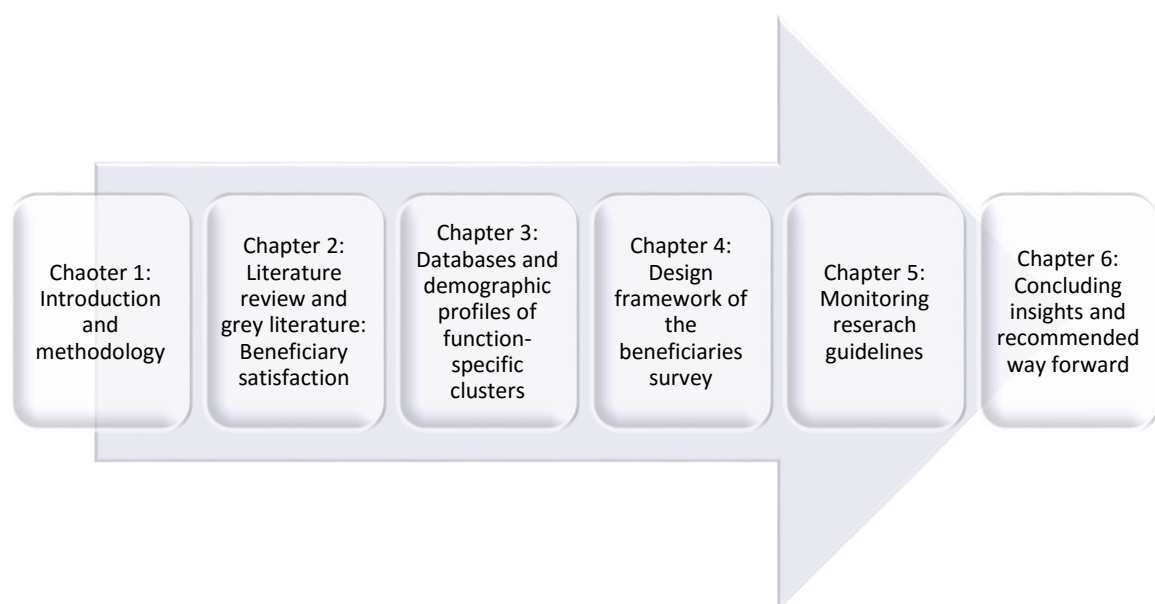 Chaoter 1:
Introduction
and
methodology
Chapter 2:
Literature
review and
grey literature:
Beneficiary
satisfaction
Chapter 3:
Databases and
demographic
profiles of
function-
specific
clusters
Chapter 4:
Design
framework of
the
beneficiaries
survey
Chapter 5:
Monitoring
reserach
guidelines
Chapter 6:
Concluding
insights and
recommended
way forward